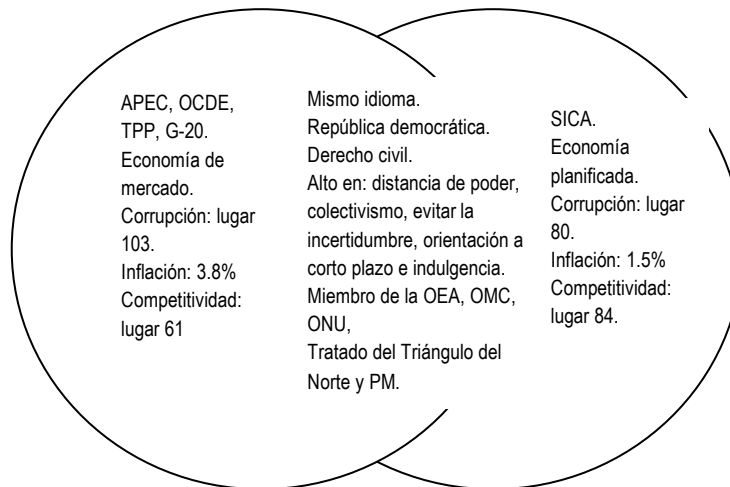 APEC, OCDE,
TPP, G-20.
Economía de
mercado.
Corrupción: lugar
103.
Inflación: 3.8%
Competitividad:
lugar 61
Mismo idioma.
República democrática.
Derecho civil.
Alto en: distancia de poder,
colectivismo, evitar la
incertidumbre, orientación a
corto plazo e indulgencia.
Miembro de la OEA, OMC,
ONU,
Tratado del Triángulo del
Norte y PM.
SICA.
Economía
planificada.
Corrupción: lugar
80.
Inflación: 1.5%
Competitividad:
lugar 84.